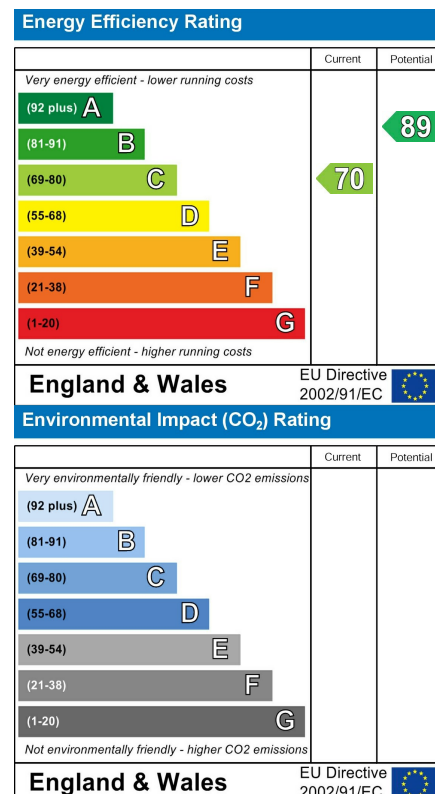 Energy Efficiency Rating
Current Potential
Very energy efficient - lower running costs
(92 plus) A
89
(81-91) B
(69-80) C 70
(55-68) D
(39-54) E
(21-38) F
(1-20) G
Not energy efficient - higher running costs
England & Wales EU Directive 2002/91/EC
Environmental Impact (CO₂) Rating
Current Potential
Very environmentally friendly - lower CO2 emissions
(92 plus) A
(81-91) B
(69-80) C
(55-68) D
(39-54) E
(21-38) F
(1-20) G
Not environmentally friendly - higher CO2 emissions
England & Wales EU Directive 2002/91/EC